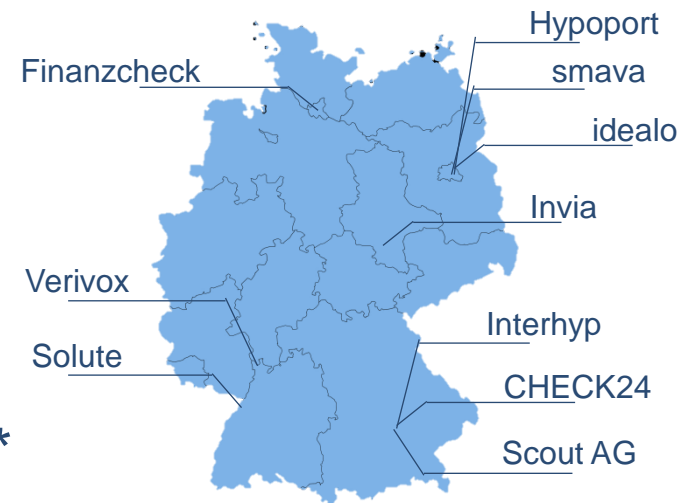 Hypoport
Finanzcheck
smava
idealo
Invia
Verivox
Interhyp
Solute
CHECK24
*
Scout AG